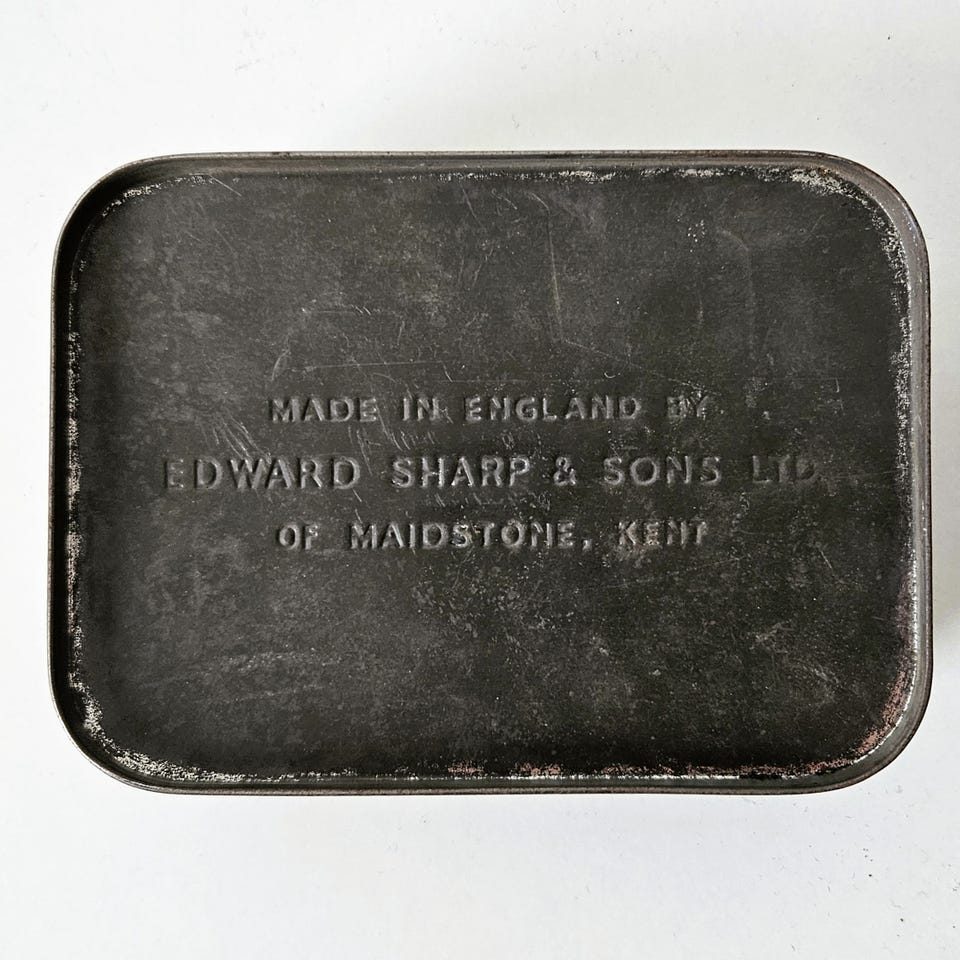 MADE IN ENGLAND BY
EDWARD SHARP & SONS LTD
OF MAIDSTONE, KENT